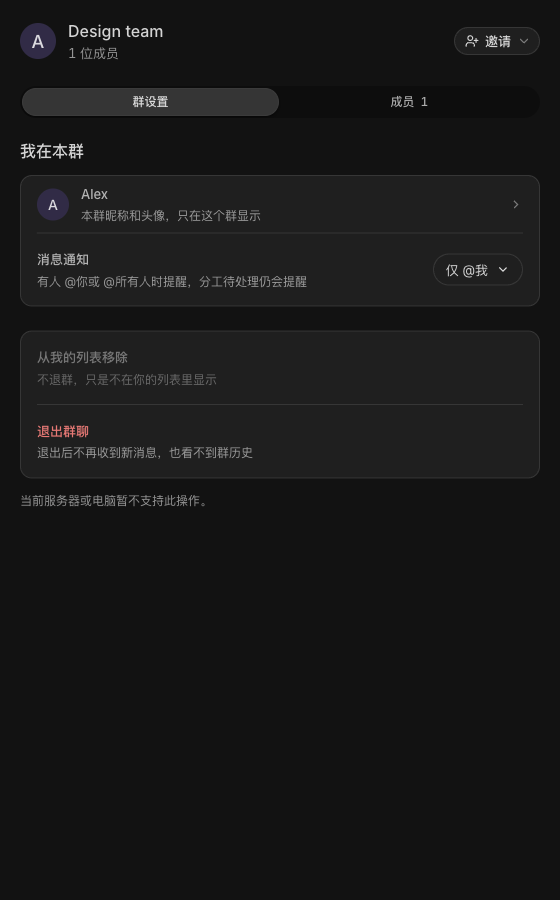 A
Design team
1 位成员
邀请
群设置
成员 1
我在本群
A
Alex
本群昵称和头像，只在这个群显示
消息通知
有人 @你或 @所有人时提醒，分工待处理仍会提醒
仅 @我
从我的列表移除
不退群，只是不在你的列表里显示
退出群聊
退出后不再收到新消息，也看不到群历史
当前服务器或电脑暂不支持此操作。